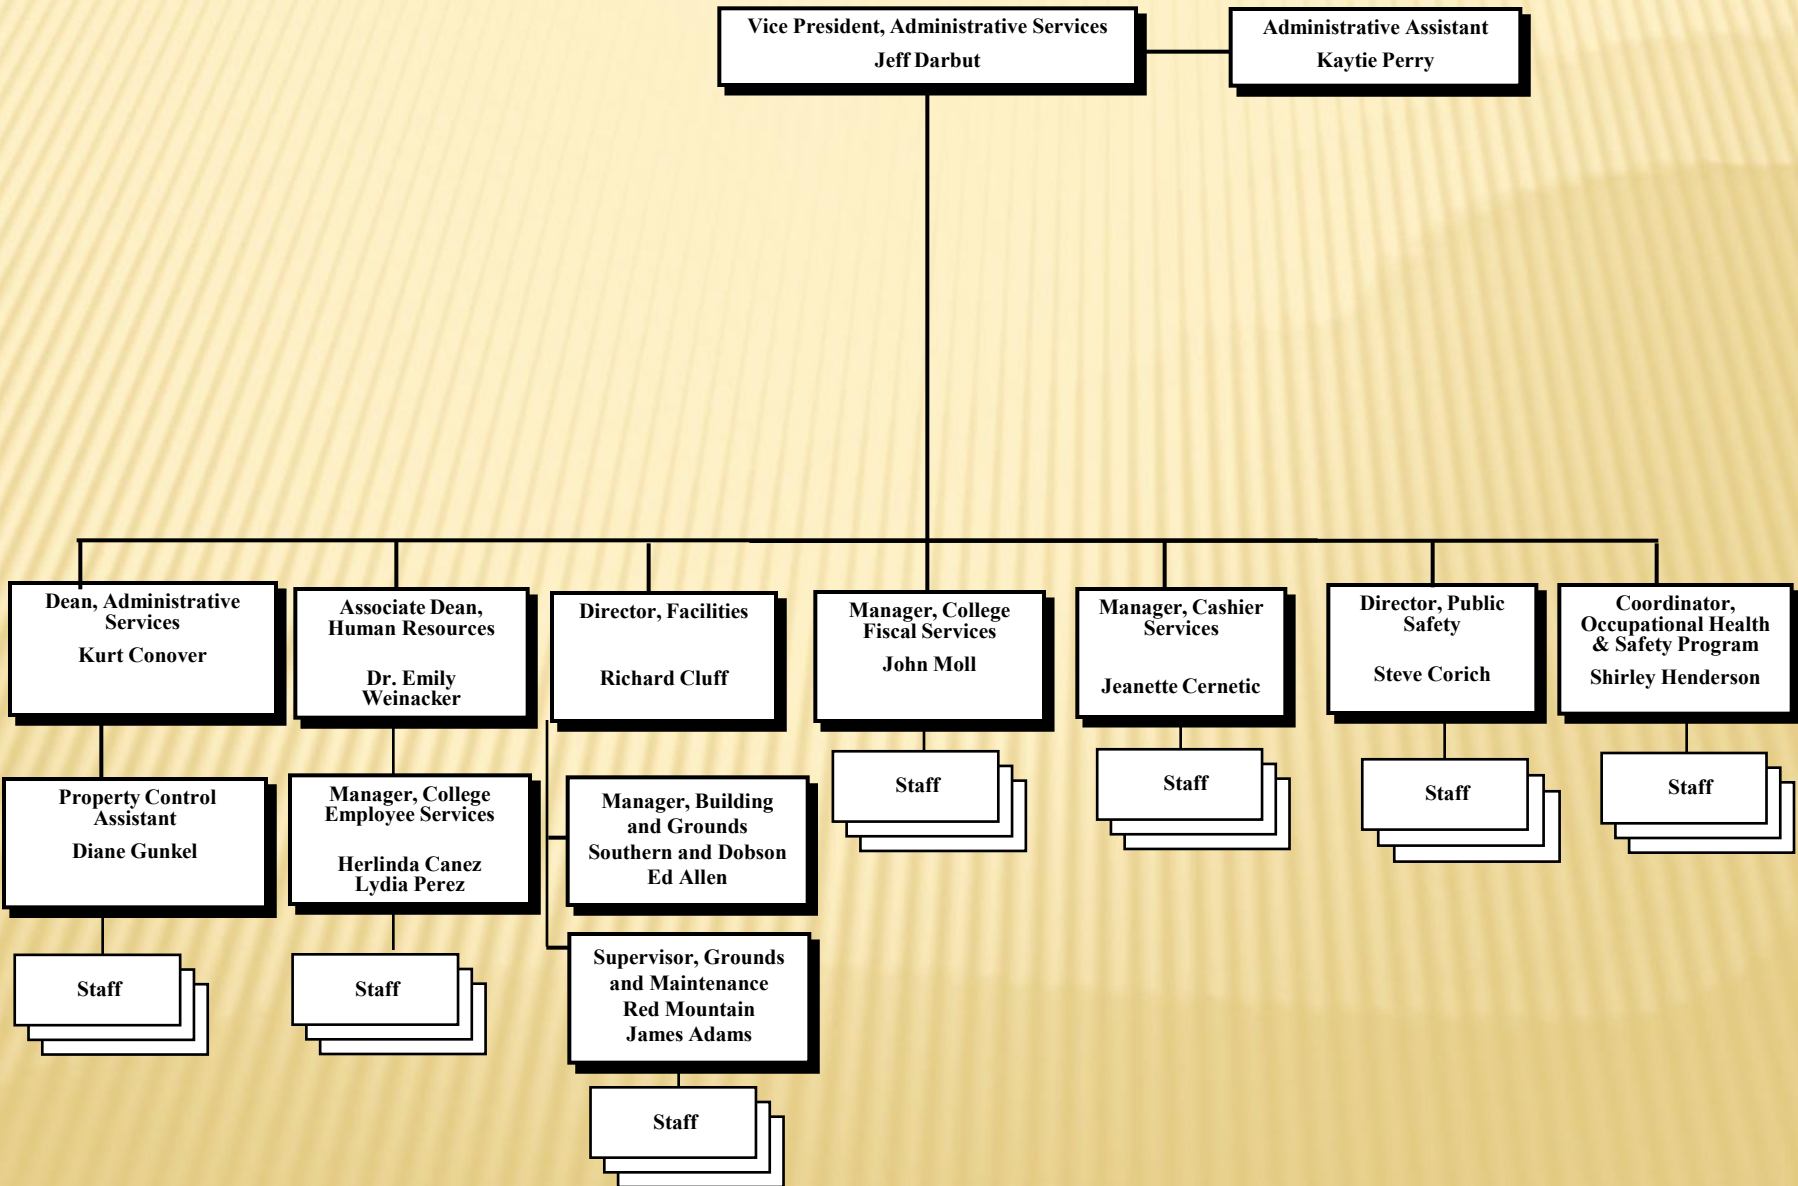 Vice President, Administrative Services
Jeff Darbut
Administrative Assistant
Kaytie Perry
Dean, Administrative
Services
Kurt Conover
Associate Dean,
Human Resources
Dr. Emily
Weinacker
Director, Facilities
Richard Cluff
Manager, College
Fiscal Services
John Moll
Manager, Cashier
Services
Jeanette Cernetic
Director, Public
Safety
Steve Corich
Coordinator,
Occupational Health
& Safety Program
Shirley Henderson
Property Control
Assistant
Diane Gunkel
Manager, College
Employee Services
Herlinda Canez
Lydia Perez
Manager, Building
and Grounds
Southern and Dobson
Ed Allen
Staff
Staff
Staff
Staff
Supervisor, Grounds
and Maintenance
Red Mountain
James Adams
Staff
Staff
Staff